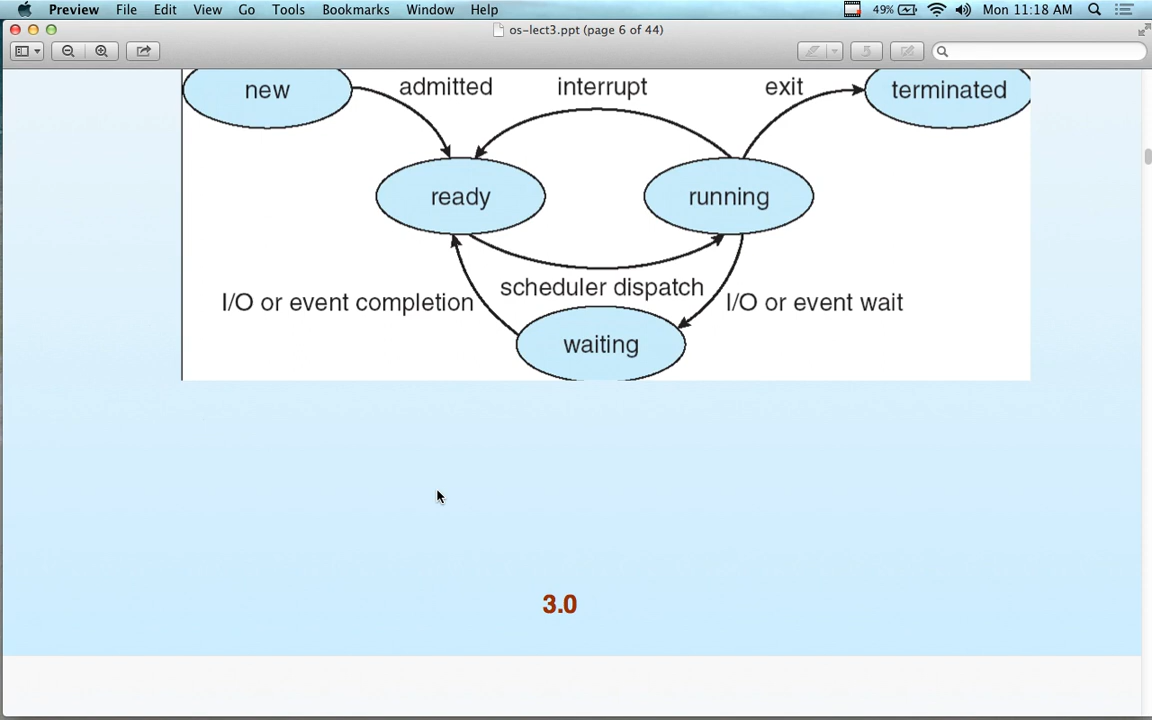 Preview File Edit View Go Tools Bookmarks Window Help 49% Mon 11:18 AM
os-lect3.ppt (page 6 of 44)
new admitted interrupt exit terminated
ready running
scheduler dispatch
I/O or event completion I/O or event wait
waiting
3.0